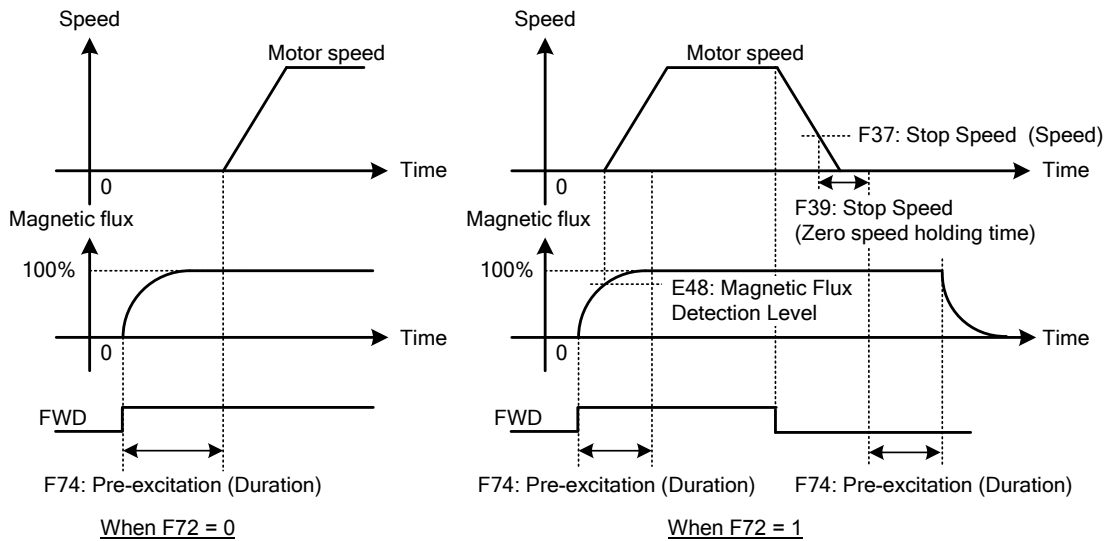 Speed
Motor speed
Time
0
Magnetic flux
100%
Time
0
FWD
F74: Pre-excitation (Duration)
When F72 = 0
Speed
Motor speed
F37: Stop Speed (Speed)
Time
0
F39: Stop Speed
(Zero speed holding time)
Magnetic flux
100%
E48: Magnetic Flux
Detection Level
Time
0
FWD
F74: Pre-excitation (Duration)
F74: Pre-excitation (Duration)
When F72 = 1